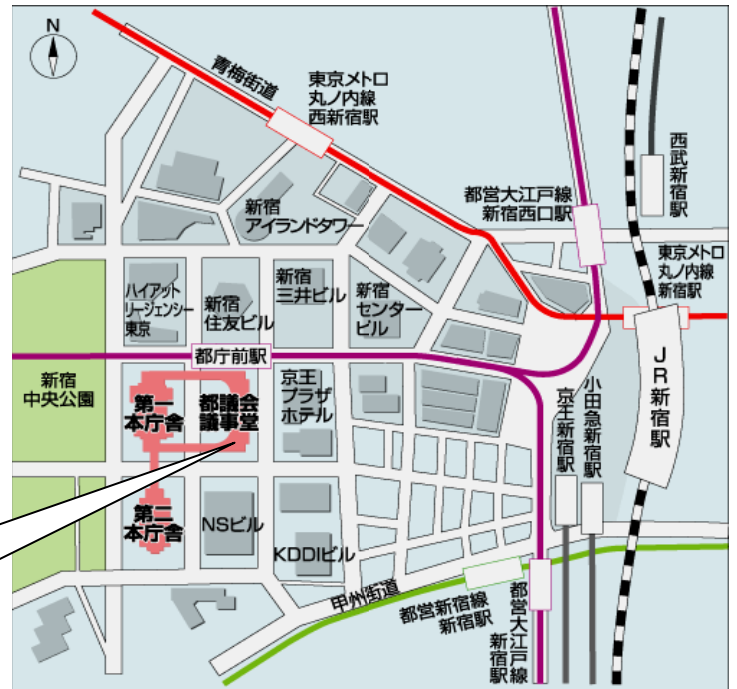 N
青梅街道
東京メトロ
丸ノ内線
西新宿駅
西武新宿駅
都営大江戸線
新宿西口駅
新宿
アイランドタワー
東京メトロ
丸ノ内線
新宿駅
ハイアット
リージェンシー
東京
新宿
住友ビル
新宿
三井ビル
新宿
センター
ビル
都庁前駅
JR新宿駅
新宿
中央公園
第一
本庁舎
都議会
議事堂
京王
プラザ
ホテル
小田急新宿駅
京王新宿駅
第二
本庁舎
NSビル
KDDIビル
甲州街道
都営新宿線
新宿駅
都営大江戸線
新宿駅